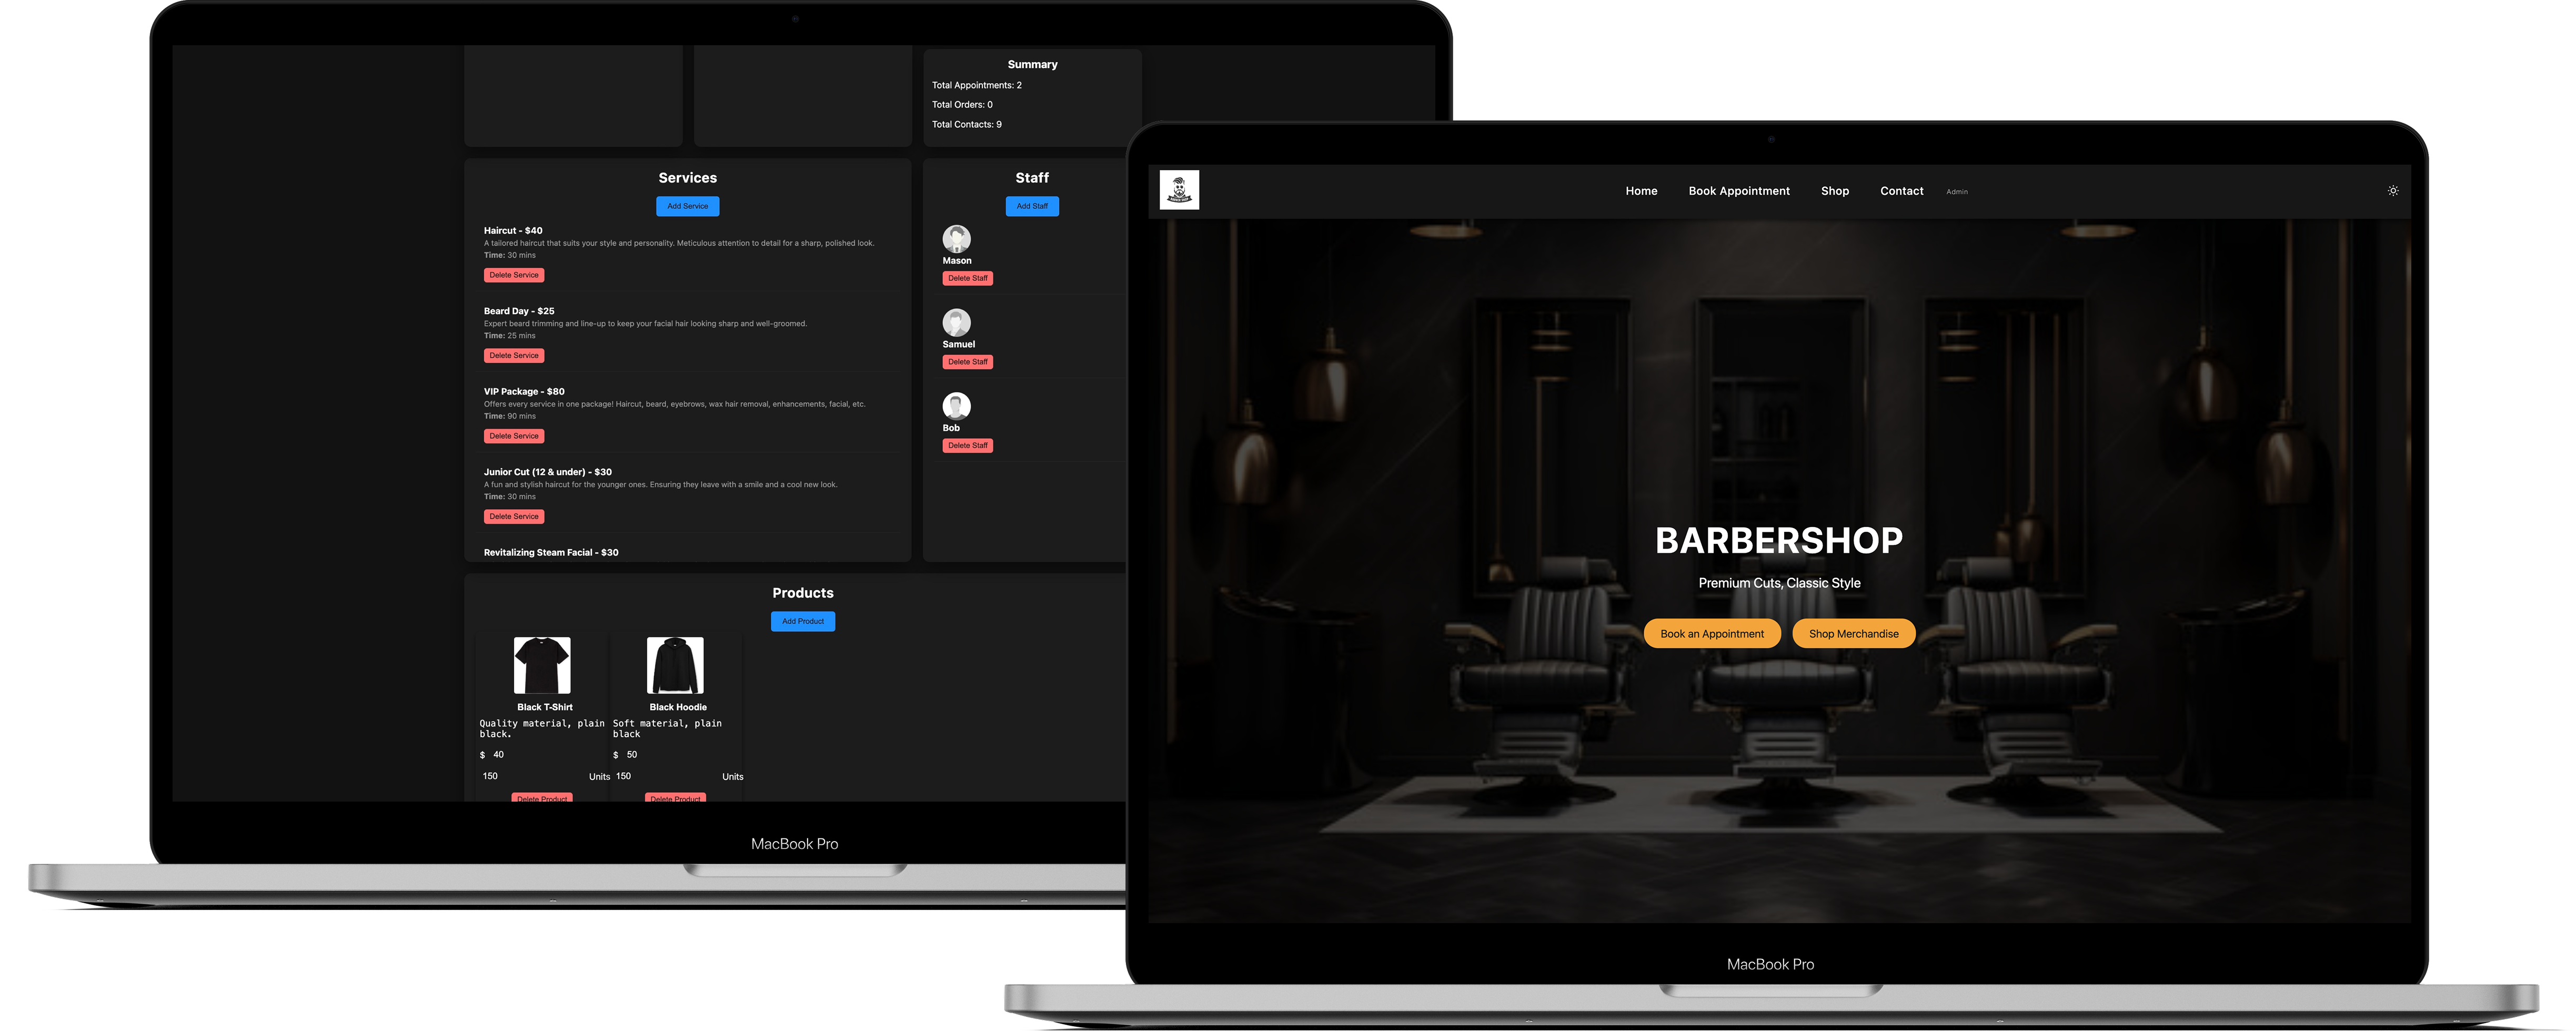 Summary
Total Appointments: 2
Total Orders: 0
Total Contacts: 9
Services
Add Service
Haircut - $40
A tailored haircut that suits your style and personality. Meticulous attention to detail for a sharp, polished look.
Time: 30 mins
Delete Service
Beard Day - $25
Expert beard trimming and line-up to keep your facial hair looking sharp and well-groomed.
Time: 25 mins
Delete Service
VIP Package - $80
Offers every service in one package! Haircut, beard, eyebrows, wax hair removal, enhancements, facial, etc.
Time: 90 mins
Delete Service
Junior Cut (12 & under) - $30
A fun and stylish haircut for the younger ones. Ensuring they leave with a smile and a cool new look.
Time: 30 mins
Delete Service
Revitalizing Steam Facial - $30
Staff
Add Staff
Mason
Delete Staff
Samuel
Delete Staff
Bob
Delete Staff
Products
Add Product
Black T-Shirt
Quality material, plain
black.
$ 40
150 Units
Delete Product
Black Hoodie
Soft material, plain
black
$ 50
150 Units
Delete Product
MacBook Pro
Home Book Appointment Shop Contact Admin
BARBERSHOP
Premium Cuts, Classic Style
Book an Appointment Shop Merchandise
MacBook Pro